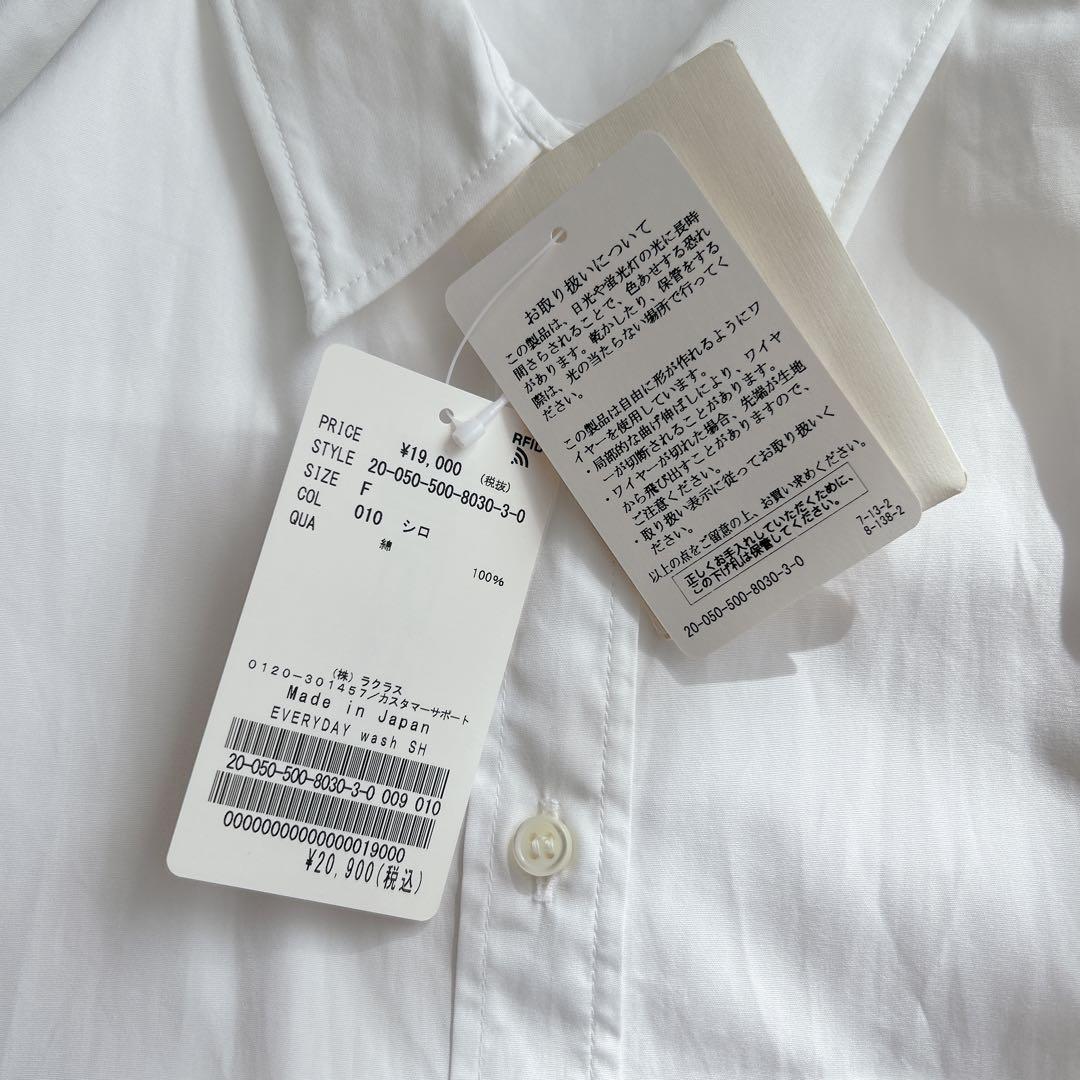 PRICE ¥19,000 (税抜)
STYLE 20-050-500-8030-3-0
SIZE F
COL 010 シロ
QUA 綿 100%
(株) ラクラス
0120-301457/カスタマーサポート
Made in Japan
EVERYDAY wash SH
20-050-500-8030-3-0 009 010
¥20,900(税込)
RFID
お取り扱いについて
この製品は、日光や蛍光灯の光に長時
間さらされることで、色あせする恐れ
があります。乾かしたり、保管をする
際は、光の当たらない場所で行ってく
ださい。
この製品は自由に形が作れるようにワ
イヤーを使用しています。
局部的な曲げ伸ばしにより、ワイヤ
ーが切断されることがあります。
・ワイヤーが切れた場合、先端が生地
から飛び出すことがありますので、
ご注意ください。
・取り扱い表示に従ってお取り扱いく
ださい。
以上の点をご留意の上、お買い求めください。
正しくお手入れしていただくために、
この下げ札は保管してください。
7-13-2
8-138-2
20-050-500-8030-3-0